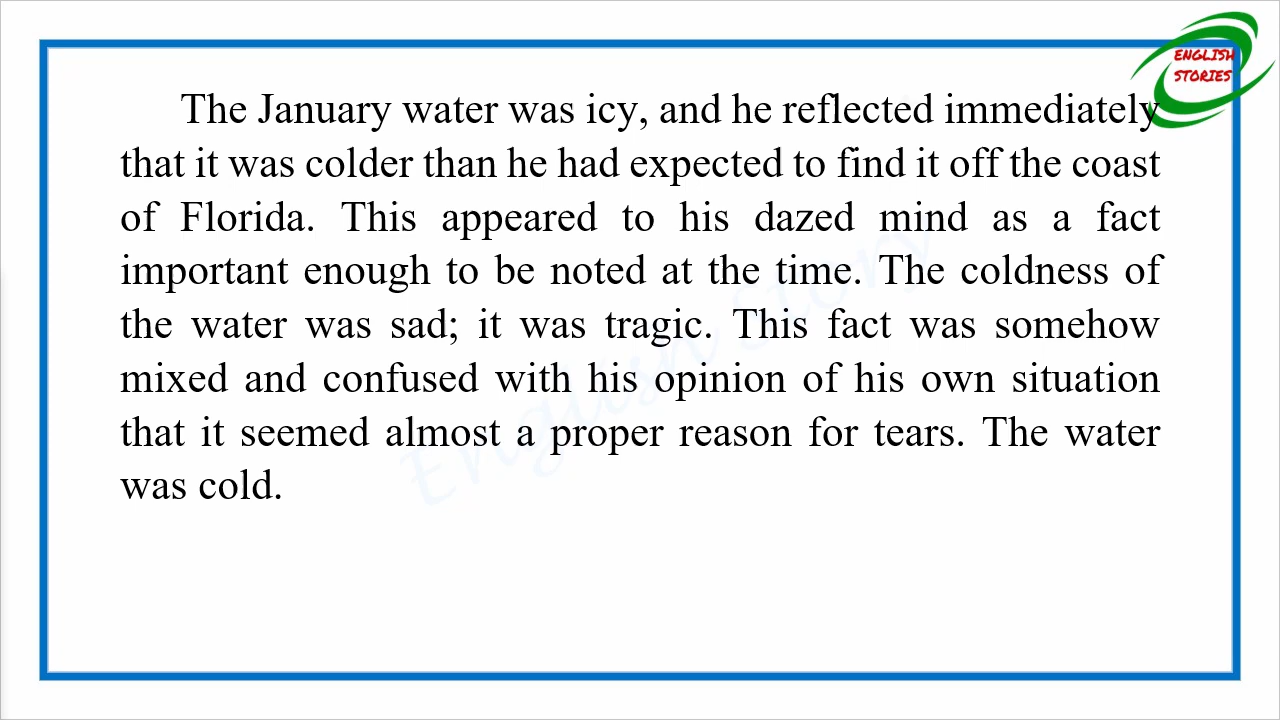 ENGLISH
STORIES
The January water was icy, and he reflected immediately
that it was colder than he had expected to find it off the coast
of Florida. This appeared to his dazed mind as a fact
important enough to be noted at the time. The coldness of
the water was sad; it was tragic. This fact was somehow
mixed and confused with his opinion of his own situation
that it seemed almost a proper reason for tears. The water
was cold.
English Story